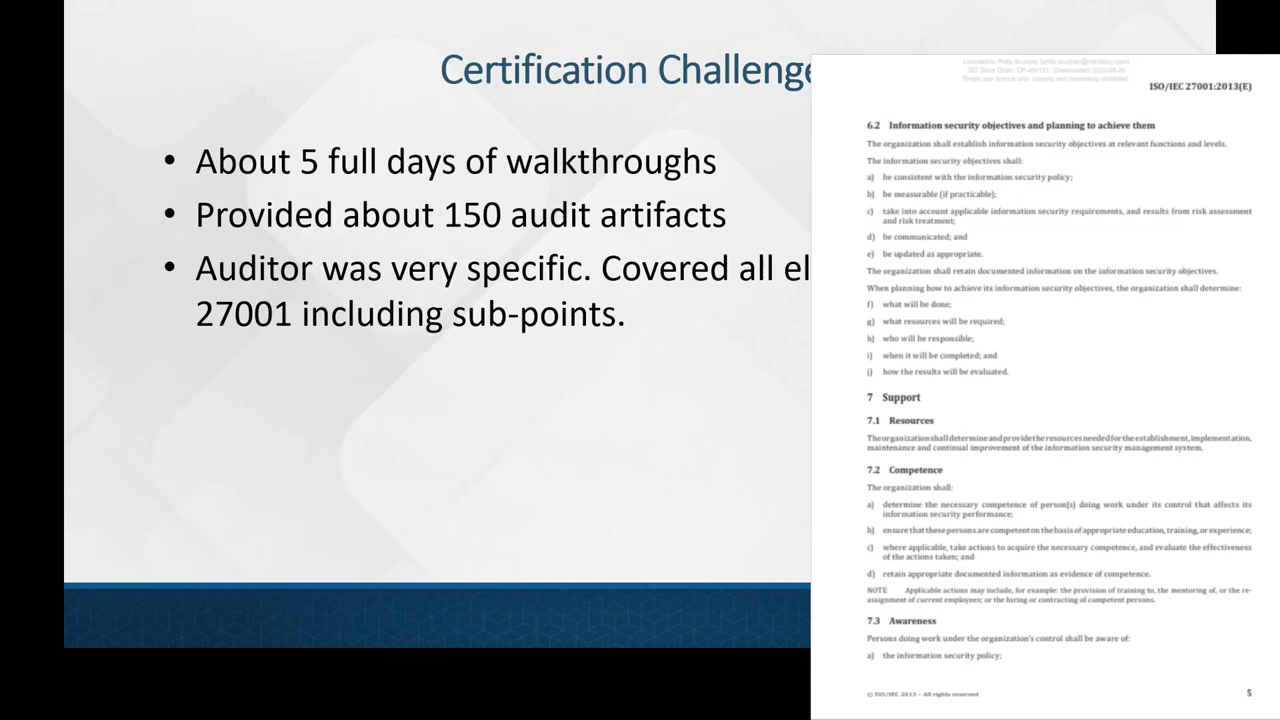 Certification Challenge
• About 5 full days of walkthroughs
• Provided about 150 audit artifacts
• Auditor was very specific. Covered all el
27001 including sub-points.
ISO/IEC 27001:2013(E)
6.2 Information security objectives and planning to achieve them
The organization shall establish information security objectives at relevant functions and levels.
The information security objectives shall:
a) be consistent with the information security policy;
b) be measurable (if practicable);
c) take into account applicable information security requirements, and results from risk assessment
and risk treatment;
d) be communicated; and
e) be updated as appropriate.
The organization shall retain documented information on the information security objectives.
When planning how to achieve its information security objectives, the organization shall determine:
f) what will be done;
g) what resources will be required;
h) who will be responsible;
i) when it will be completed; and
j) how the results will be evaluated.
7 Support
7.1 Resources
The organization shall determine and provide the resources needed for the establishment, implementation,
maintenance and continual improvement of the information security management system.
7.2 Competence
The organization shall:
a) determine the necessary competence of person(s) doing work under its control that affects its
information security performance;
b) ensure that these persons are competent on the basis of appropriate education, training, or experience;
c) where applicable, take actions to acquire the necessary competence, and evaluate the effectiveness
of the actions taken; and
d) retain appropriate documented information as evidence of competence.
NOTE Applicable actions may include, for example: the provision of training to, the mentoring of, or the re-
assignment of current employees; or the hiring or contracting of competent persons.
7.3 Awareness
Persons doing work under the organization's control shall be aware of:
a) the information security policy;
© ISO/IEC 2013 – All rights reserved
5